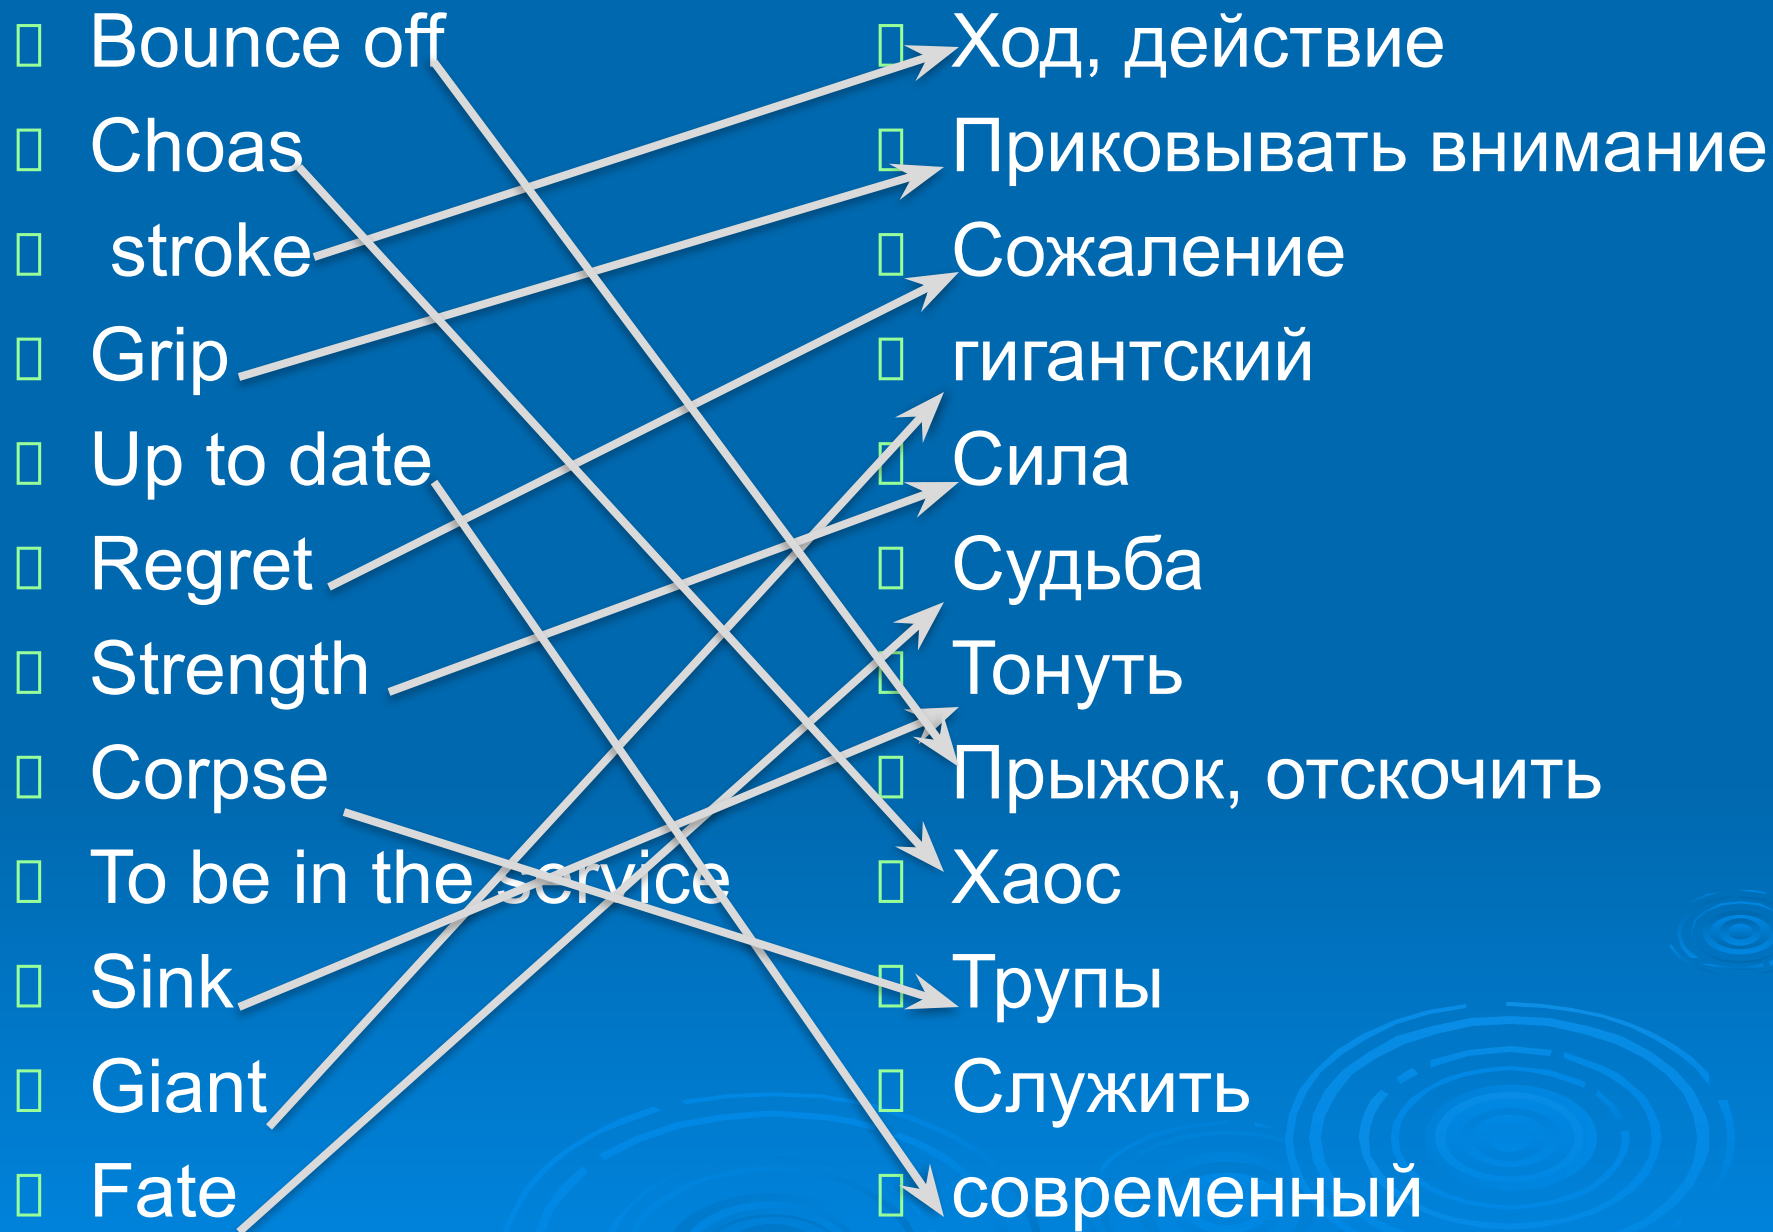 Bounce off
Choas
stroke
Grip
Up to date
Regret
Strength
Corpse
To be in the service
Sink
Giant
Fate
Ход, действие
Приковывать внимание
Сожаление
гигантский
Сила
Судьба
Тонуть
Прыжок, отскочить
Хаос
Трупы
Служить
современный